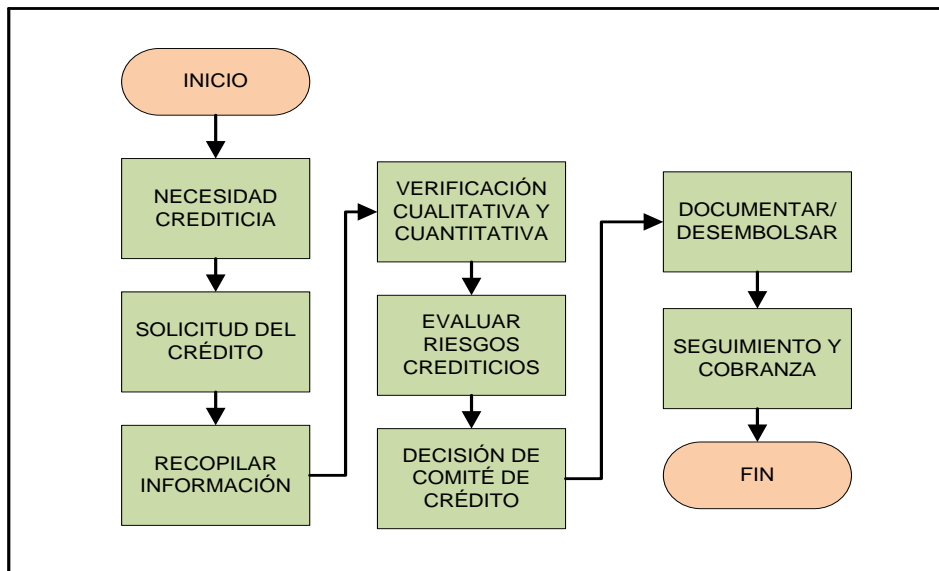 INICIO
NECESIDAD
CREDITICIA
SOLICITUD DEL
CRÉDITO
RECOPILAR
INFORMACIÓN
VERIFICACIÓN
CUALITATIVA Y
CUANTITATIVA
EVALUAR
RIESGOS
CREDITICIOS
DECISIÓN DE
COMITÉ DE
CRÉDITO
DOCUMENTAR/
DESEMBOLSAR
SEGUIMIENTO Y
COBRANZA
FIN